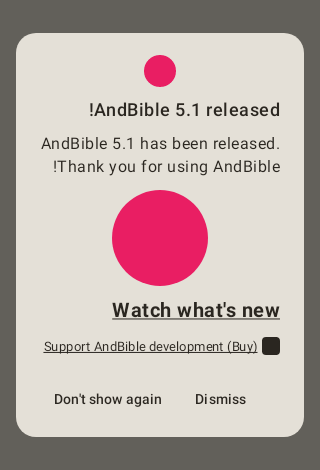 !AndBible 5.1 released
AndBible 5.1 has been released.
!Thank you for using AndBible
Watch what's new
Support AndBible development (Buy)
Don't show again
Dismiss